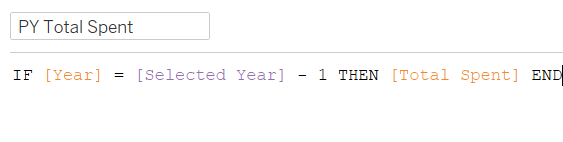 PY Total Spent
IF [Year] = [Selected Year] - 1 THEN [Total Spent] END